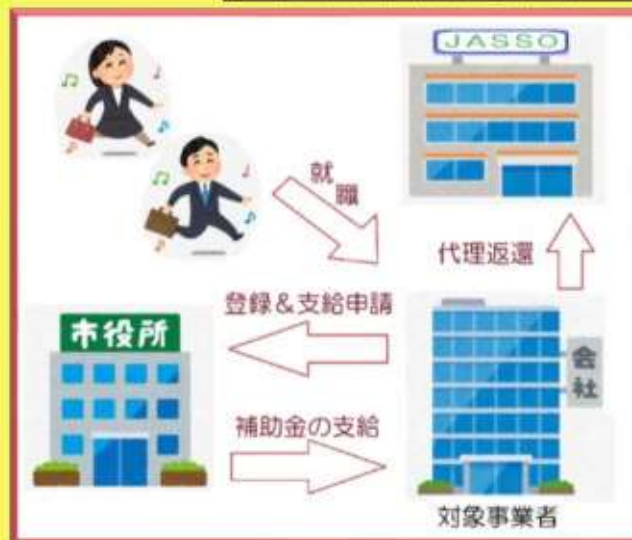 JASSO
就職
代理返還
登録＆支給申請
市役所
会社
補助金の支給
対象事業者